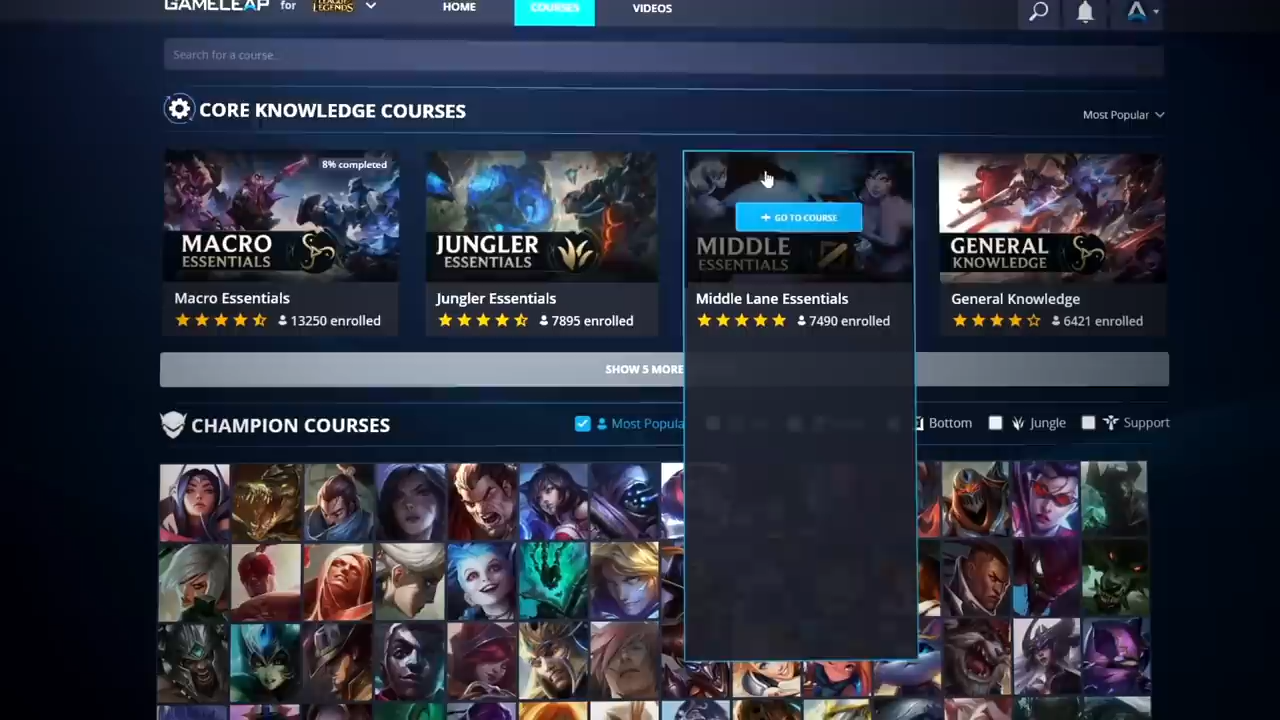 GAMELEAP for LEAGUE LEGENDS HOME COURSES VIDEOS
Search for a course.
CORE KNOWLEDGE COURSES Most Popular
8% completed
MACRO ESSENTIALS
JUNGLER ESSENTIALS
GO TO COURSE
MIDDLE ESSENTIALS
GENERAL KNOWLEDGE
Macro Essentials Jungler Essentials Middle Lane Essentials General Knowledge
13250 enrolled 7895 enrolled 7490 enrolled 6421 enrolled
SHOW 5 MORE
CHAMPION COURSES Most Popula Bottom Jungle Support